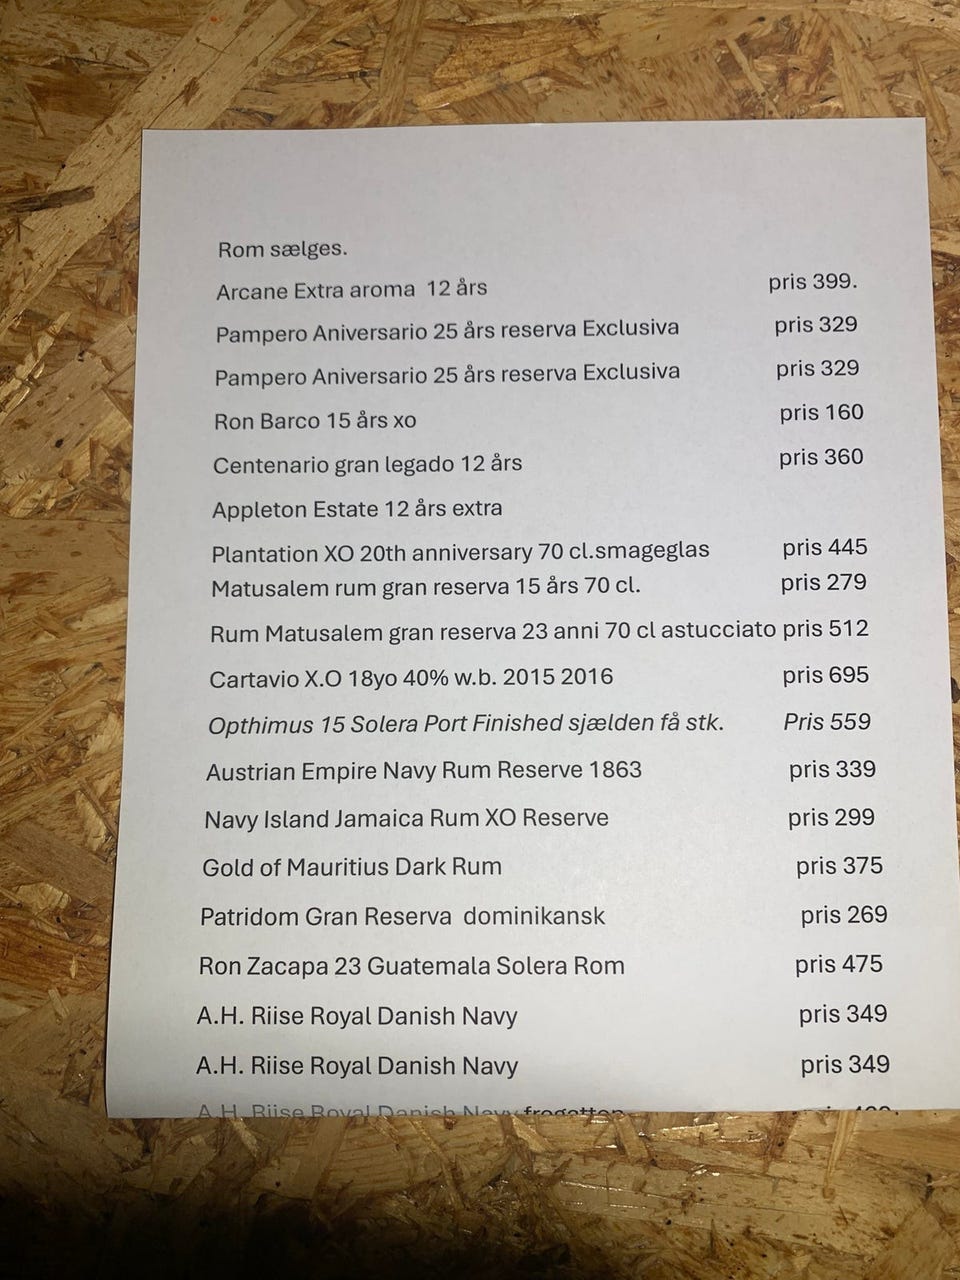 Rom sælges.
Arcane Extra aroma 12 års pris 399.
Pampero Aniversario 25 års reserva Exclusiva pris 329
Pampero Aniversario 25 års reserva Exclusiva pris 329
Ron Barco 15 års xo pris 160
Centenario gran legado 12 års pris 360
Appleton Estate 12 års extra
Plantation XO 20th anniversary 70 cl.smageglas pris 445
Matusalem rum gran reserva 15 års 70 cl. pris 279
Rum Matusalem gran reserva 23 anni 70 cl astucciato pris 512
Cartavio X.O 18yo 40% w.b. 2015 2016 pris 695
Opthimus 15 Solera Port Finished sjælden få stk. Pris 559
Austrian Empire Navy Rum Reserve 1863 pris 339
Navy Island Jamaica Rum XO Reserve pris 299
Gold of Mauritius Dark Rum pris 375
Patridom Gran Reserva dominikansk pris 269
Ron Zacapa 23 Guatemala Solera Rom pris 475
A.H. Riise Royal Danish Navy pris 349
A.H. Riise Royal Danish Navy pris 349
A.H. Riise Royal Danish Navy